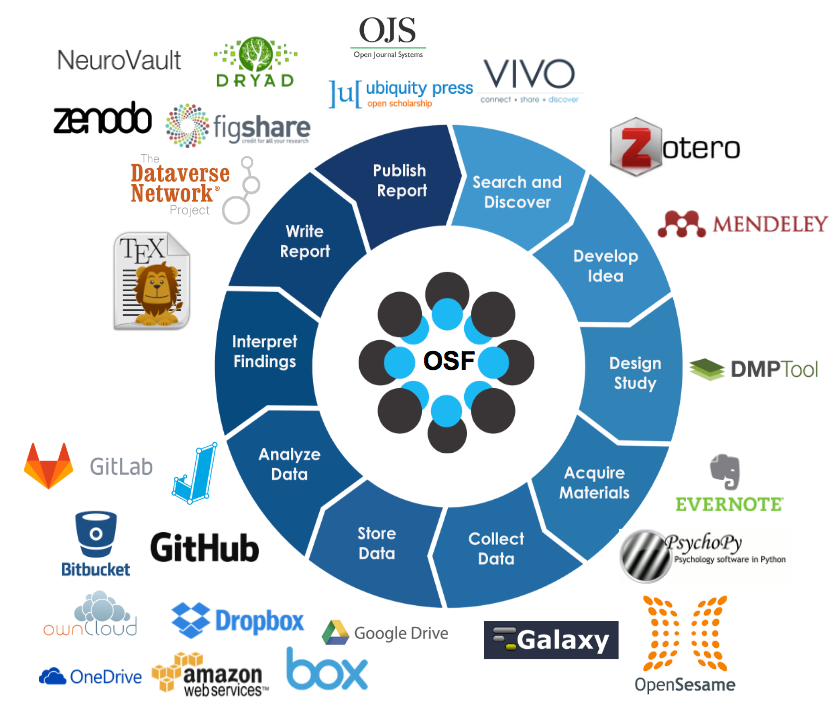 OJS
Open Journal Systems
NeuroVault
DRYAD
]u[ ubiquity press
open scholarship
VIVO
connect • share • discover
zenodo
figshare
credit for all your research
The
Dataverse
Network®
Project
Zotero
MENDELEY
TEX
Publish
Report
Search and
Discover
Write
Report
Develop
Idea
Interpret
Findings
OSF
Design
Study
DMPTool
Analyze
Data
Acquire
Materials
Store
Data
Collect
Data
GitLab
EVERNOTE®
Bitbucket
GitHub
PsychoPy
Psychology software in Python
ownCloud
Dropbox
Google Drive
Galaxy
OpenSesame
OneDrive
amazon
webservices™
box